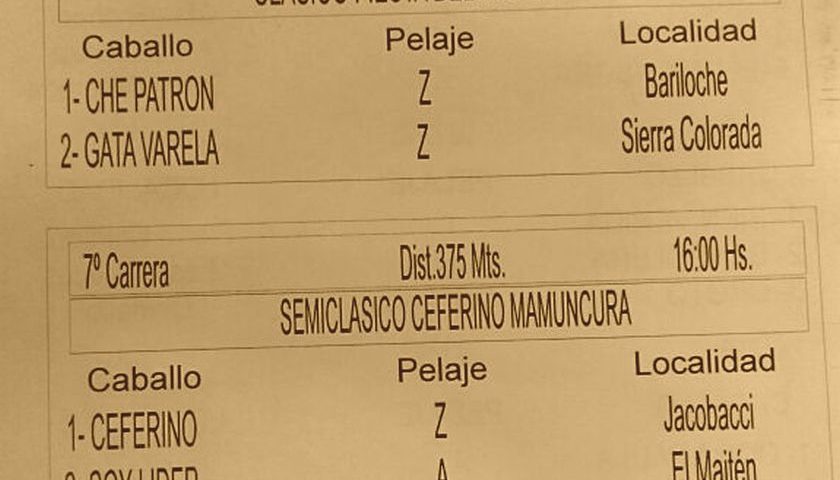 Caballo Pelaje Localidad
1- CHE PATRON Z Bariloche
2- GATA VARELA Z Sierra Colorada
7º Carrera Dist.375 Mts. 16:00 Hs.
SEMICLASICO CEFERINO MAMUNCURA
Caballo Pelaje Localidad
1- CEFERINO Z Jacobacci
A El Maitén